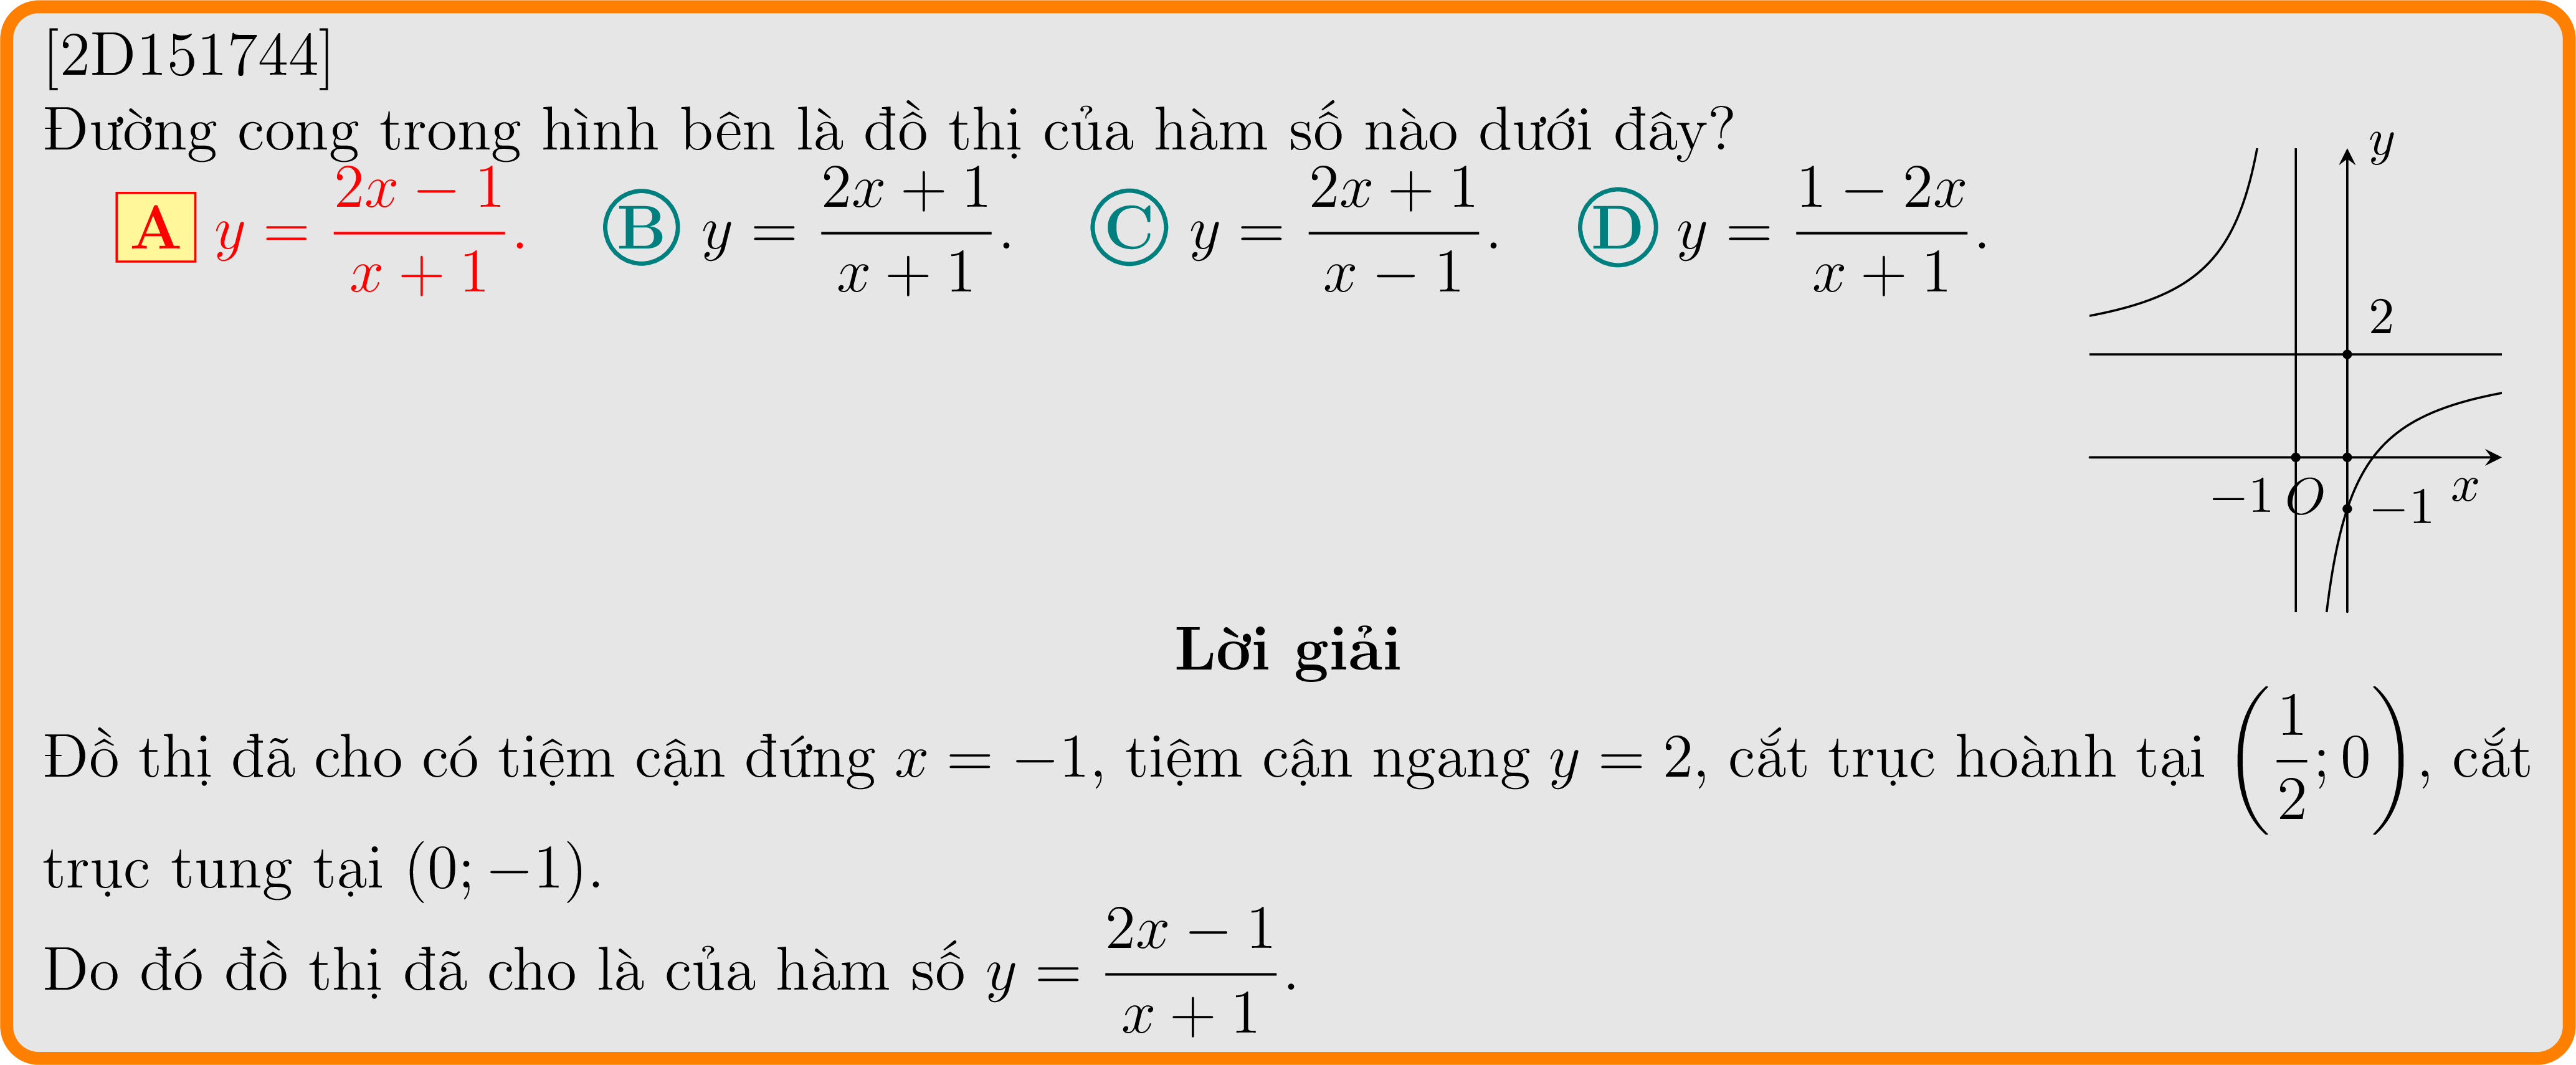 [2D151744]
Đường cong trong hình bên là đồ thị của hàm số nào dưới đây?
A y = \frac{2x − 1}{x + 1}. B y = \frac{2x + 1}{x + 1}. C y = \frac{2x + 1}{x − 1}. D y = \frac{1 − 2x}{x + 1}.
y
2
−1 O −1 x
Lời giải
Đồ thị đã cho có tiệm cận đứng x = −1, tiệm cận ngang y = 2, cắt trục hoành tại \left(\frac{1}{2}; 0\right), cắt
trục tung tại (0; −1).
Do đó đồ thị đã cho là của hàm số y = \frac{2x − 1}{x + 1}.